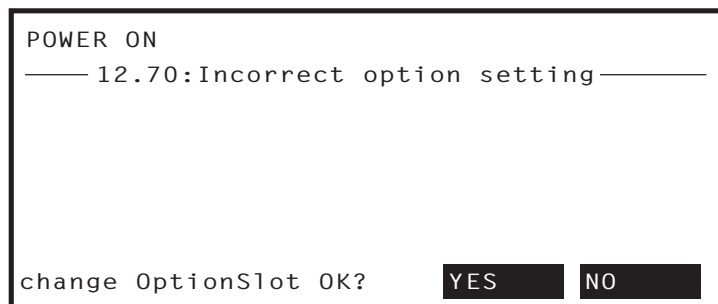 POWER ON
12.70:Incorrect option setting
change OptionSlot OK? YES NO